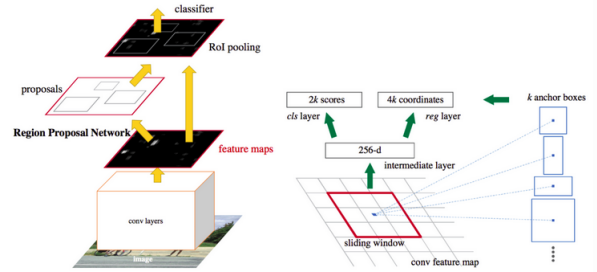 classifier
RoI pooling
proposals
Region Proposal Network
feature maps
conv layers
image
2k scores
4k coordinates
k anchor boxes
cls layer
reg layer
256-d
intermediate layer
sliding window
conv feature map